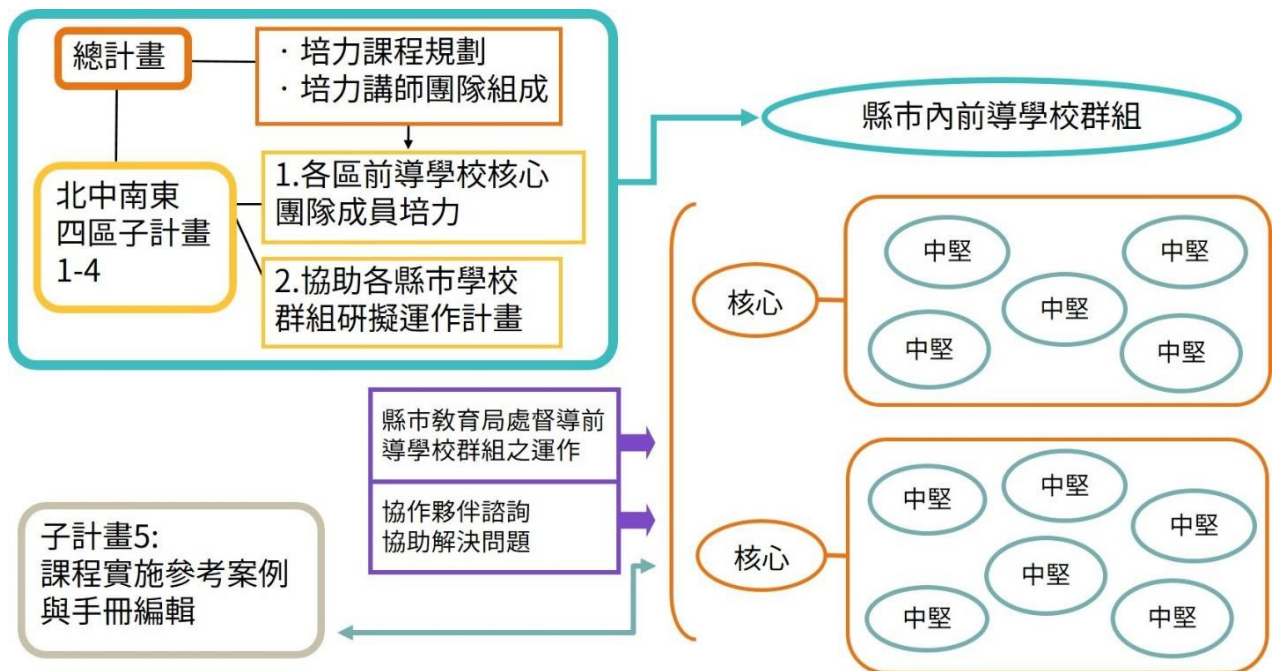 總計畫
·培力課程規劃
·培力講師團隊組成
北中南東
四區子計畫
1-4
1.各區前導學校核心
團隊成員培力
2.協助各縣市學校
群組研擬運作計畫
縣市內前導學校群組
核心
中堅
中堅
中堅
中堅
中堅
縣市教育局處督導前
導學校群組之運作
協作夥伴諮詢
協助解決問題
子計畫5:
課程實施參考案例
與手冊編輯
核心
中堅
中堅
中堅
中堅
中堅
中堅